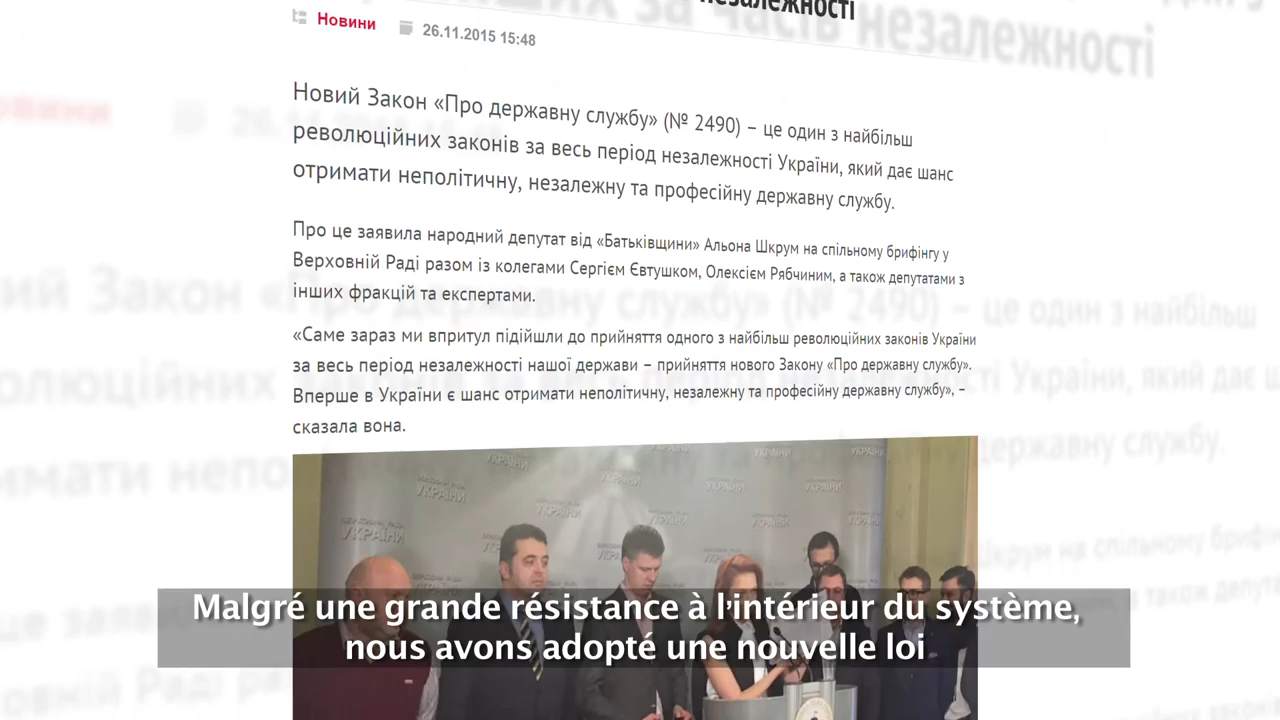 незалежності
Новини 26.11.2015 15:48
Новий Закон «Про державну службу» (№ 2490) – це один з найбільш
революційних законів за весь період незалежності України, який дає шанс
отримати неполітичну, незалежну та професійну державну службу.
Про це заявила народний депутат від «Батьківщини» Альона Шкрум на спільному брифінгу у
Верховній Раді разом із колегами Сергієм Євтушком, Олексієм Рябчиним, а також депутатами з
інших фракцій та експертами.
«Саме зараз ми впритул підійшли до прийняття одного з найбільш революційних законів України
за весь період незалежності нашої держави – прийняття нового Закону «Про державну службу».
Вперше в Україні є шанс отримати неполітичну, незалежну та професійну державну службу», –
сказала вона.
Malgré une grande résistance à l'intérieur du système,
nous avons adopté une nouvelle loi